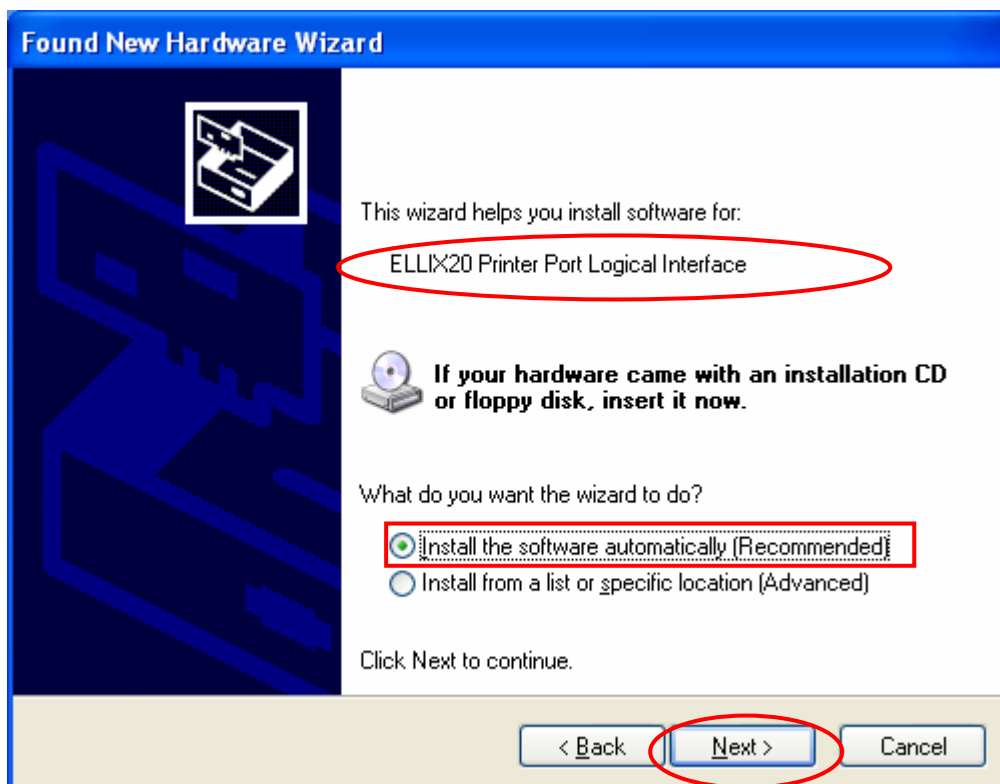 Found New Hardware Wizard
This wizard helps you install software for:
ELLIX20 Printer Port Logical Interface
If your hardware came with an installation CD
or floppy disk, insert it now.
What do you want the wizard to do?
Install the software automatically (Recommended)
Install from a list or specific location (Advanced)
Click Next to continue.
< Back
Next >
Cancel